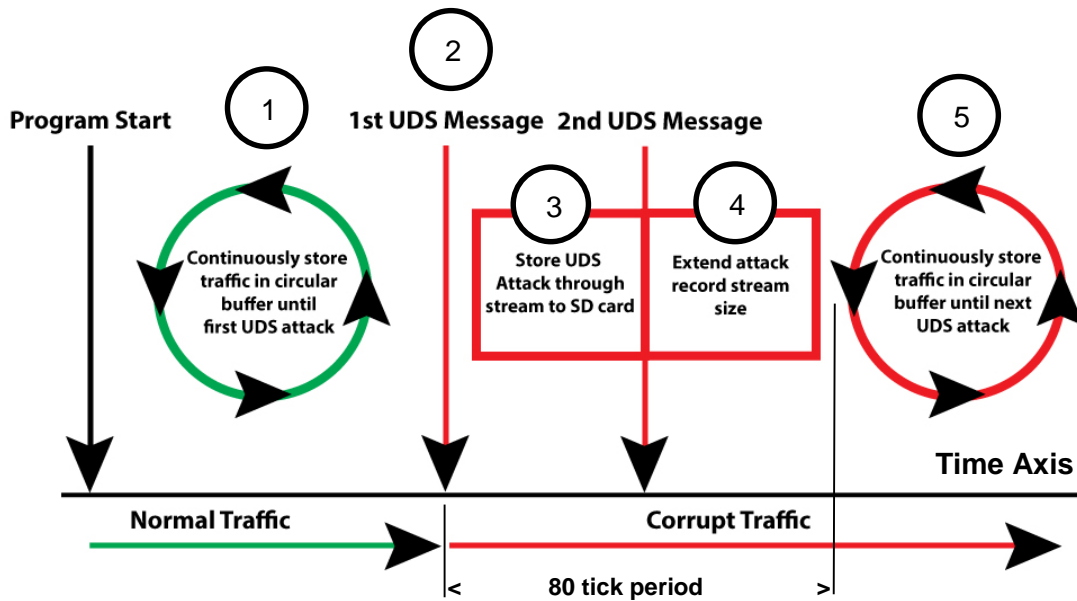 1
2
5
Program Start
1st UDS Message
2nd UDS Message
3
4
Continuously store
traffic in circular
buffer until
first UDS attack
Store UDS
Attack through
stream to SD card
Extend attack
record stream
size
Continuously store
traffic in circular
buffer until next
UDS attack
Time Axis
Normal Traffic
Corrupt Traffic
< 80 tick period >